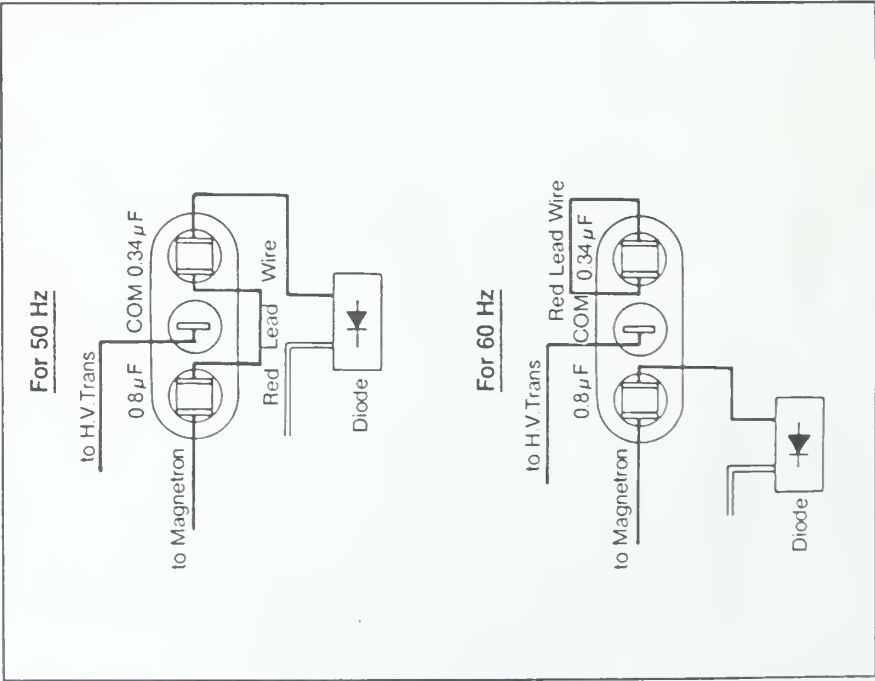 For 50 Hz
to H.V.Trans
0.8μF COM 0.34μF
to Magnetron
Red Lead Wire
Diode
For 60 Hz
to H.V.Trans
Red Lead Wire
0.8μF COM 0.34μF
to Magnetron
Diode